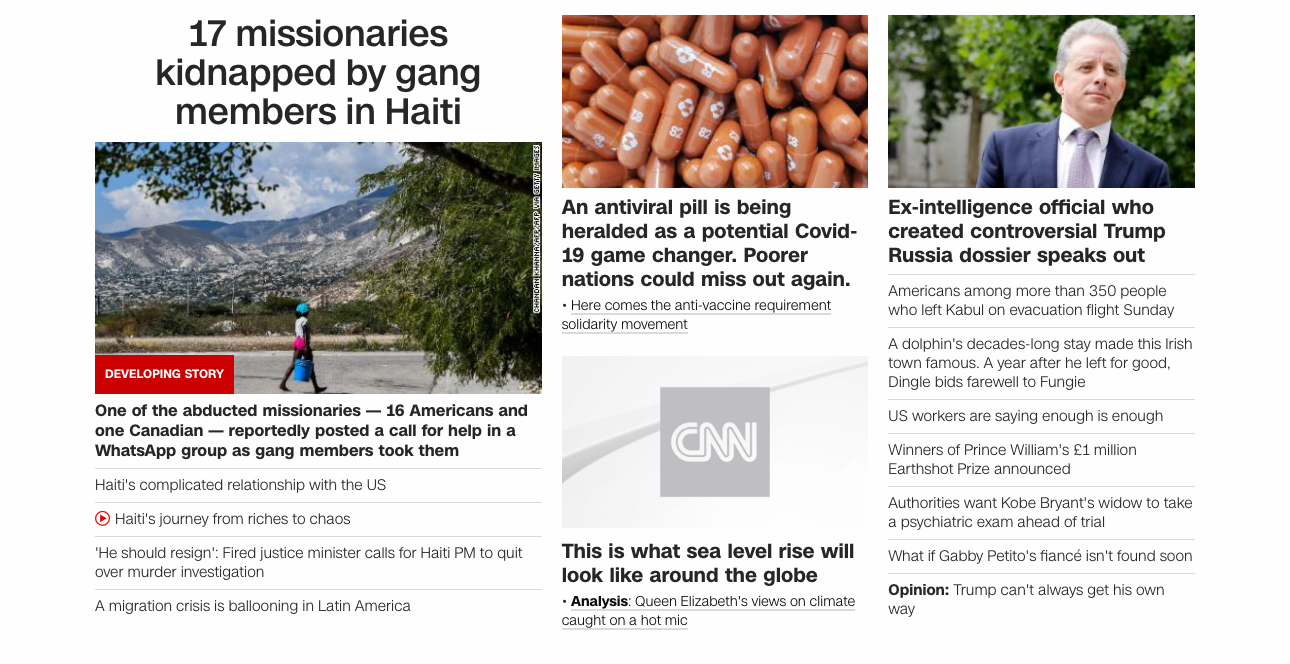 17 missionaries
kidnapped by gang
members in Haiti
CHANDAN KHANNA/AFP/AFP VIA GETTY IMAGES
DEVELOPING STORY
One of the abducted missionaries — 16 Americans and
one Canadian — reportedly posted a call for help in a
WhatsApp group as gang members took them
Haiti's complicated relationship with the US
Haiti's journey from riches to chaos
'He should resign': Fired justice minister calls for Haiti PM to quit
over murder investigation
A migration crisis is ballooning in Latin America
An antiviral pill is being
heralded as a potential Covid-
19 game changer. Poorer
nations could miss out again.
• Here comes the anti-vaccine requirement
solidarity movement
CNN
This is what sea level rise will
look like around the globe
• Analysis: Queen Elizabeth's views on climate
caught on a hot mic
Ex-intelligence official who
created controversial Trump
Russia dossier speaks out
Americans among more than 350 people
who left Kabul on evacuation flight Sunday
A dolphin's decades-long stay made this Irish
town famous. A year after he left for good,
Dingle bids farewell to Fungie
US workers are saying enough is enough
Winners of Prince William's £1 million
Earthshot Prize announced
Authorities want Kobe Bryant's widow to take
a psychiatric exam ahead of trial
What if Gabby Petito's fiancé isn't found soon
Opinion: Trump can't always get his own
way